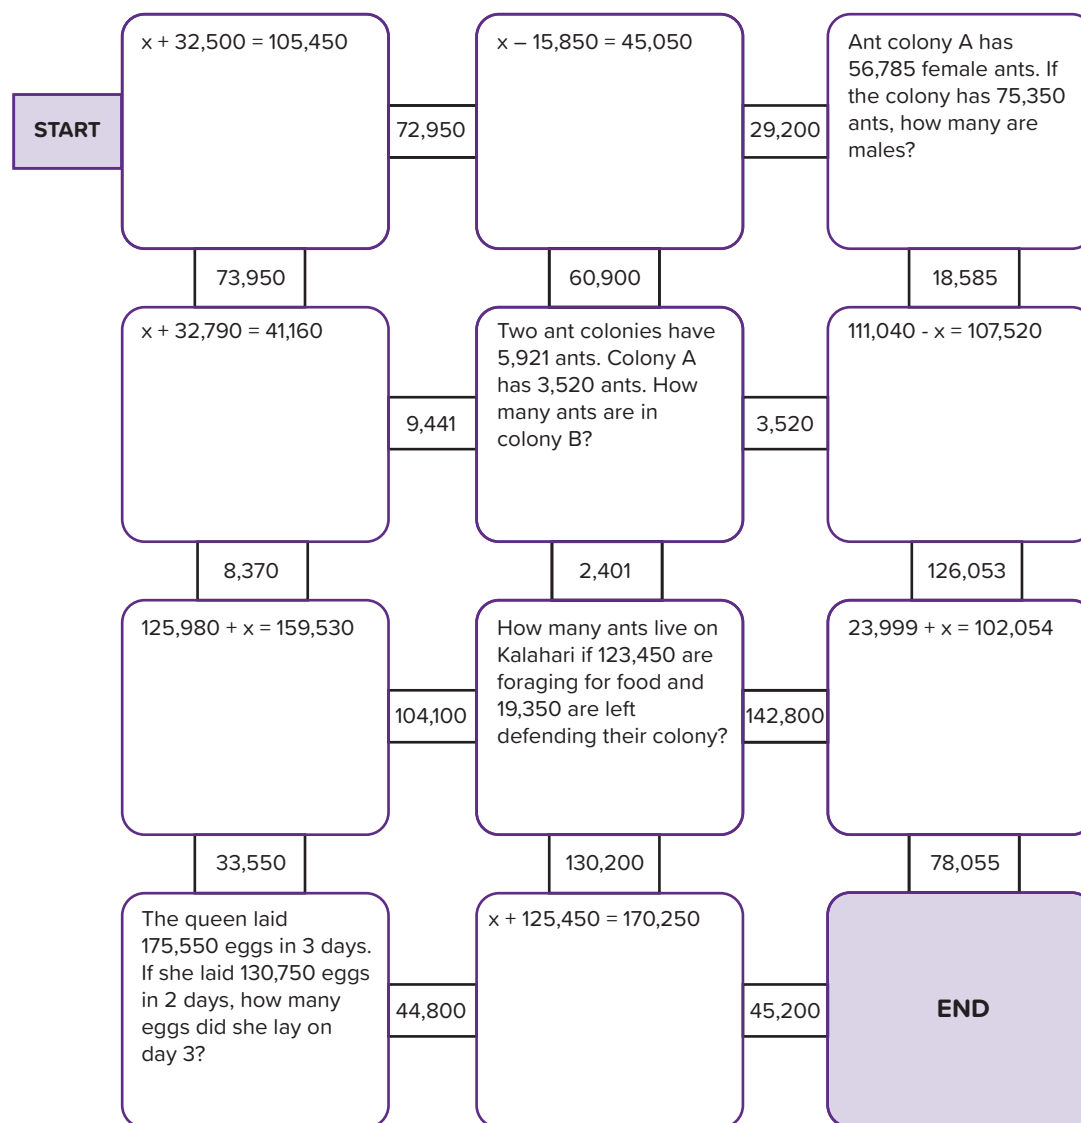 x + 32,500 = 105,450
x – 15,850 = 45,050
Ant colony A has
56,785 female ants. If
the colony has 75,350
ants, how many are
males?
START
72,950
29,200
73,950
60,900
18,585
x + 32,790 = 41,160
Two ant colonies have
5,921 ants. Colony A
has 3,520 ants. How
many ants are in
colony B?
111,040 - x = 107,520
9,441
3,520
8,370
2,401
126,053
125,980 + x = 159,530
How many ants live on
Kalahari if 123,450 are
foraging for food and
19,350 are left
defending their colony?
23,999 + x = 102,054
104,100
142,800
33,550
130,200
78,055
The queen laid
175,550 eggs in 3 days.
If she laid 130,750 eggs
in 2 days, how many
eggs did she lay on
day 3?
x + 125,450 = 170,250
44,800
45,200
END